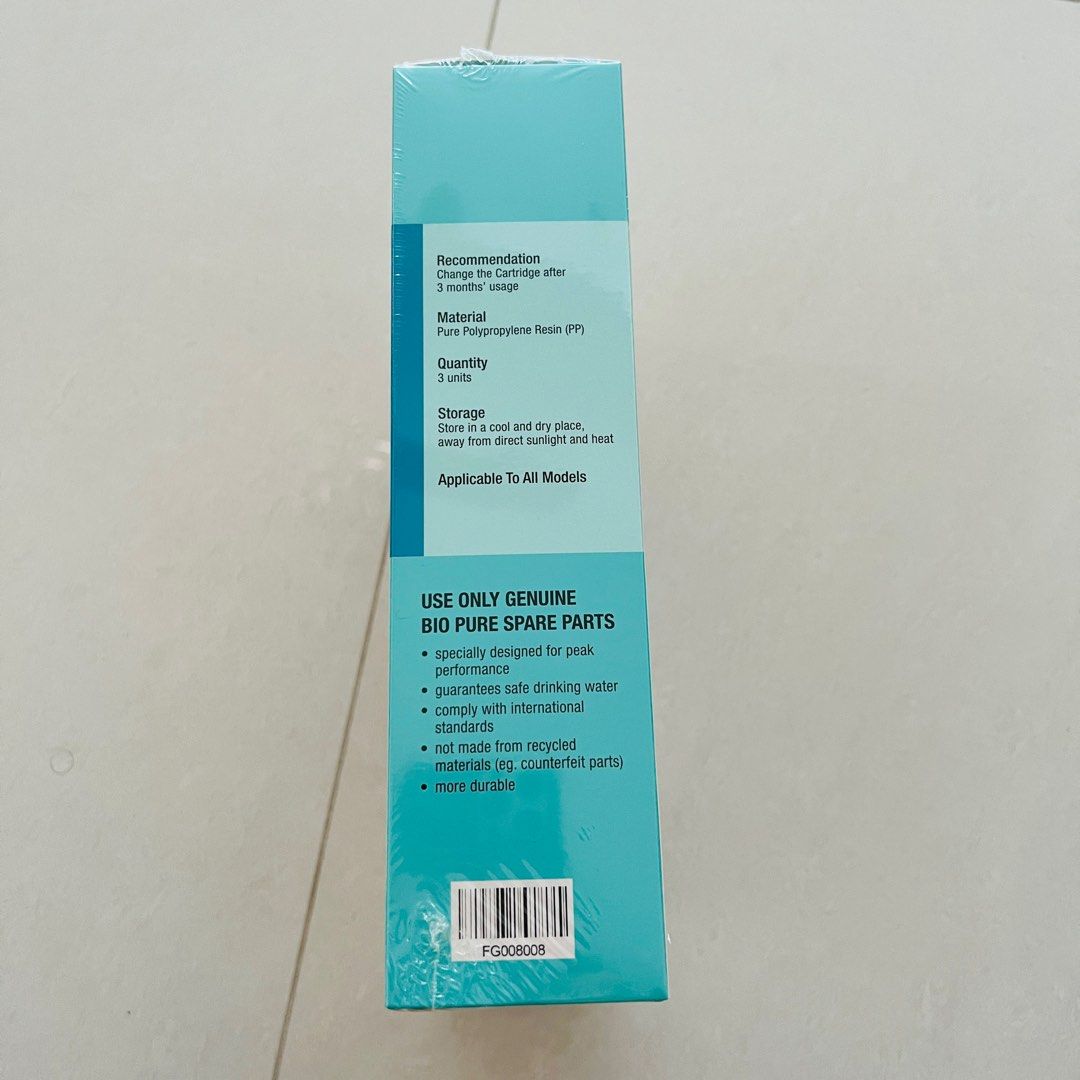 Recommendation
Change the Cartridge after
3 months' usage
Material
Pure Polypropylene Resin (PP)
Quantity
3 units
Storage
Store in a cool and dry place,
away from direct sunlight and heat
Applicable To All Models
USE ONLY GENUINE
BIO PURE SPARE PARTS
• specially designed for peak
performance
• guarantees safe drinking water
• comply with international
standards
• not made from recycled
materials (eg. counterfeit parts)
• more durable
FG008008